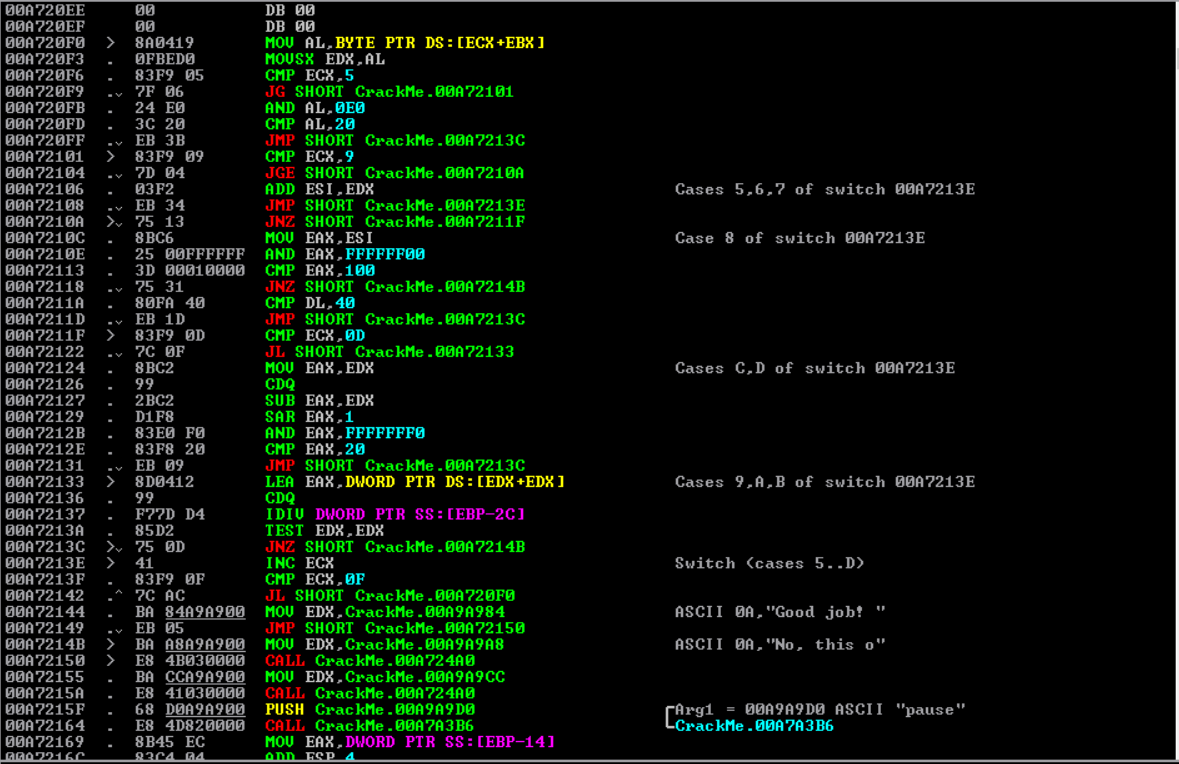 00A720EE 00 DB 00
00A720EF 00 DB 00
00A720F0 > 8A0419 MOV AL,BYTE PTR DS:[ECX+EBX]
00A720F3 . 0FBED0 MOVSX EDX,AL
00A720F6 . 83F9 05 CMP ECX,5
00A720F9 .v 7F 06 JG SHORT CrackMe.00A72101
00A720FB . 24 E0 AND AL,0E0
00A720FD . 3C 20 CMP AL,20
00A720FF .v EB 3B JMP SHORT CrackMe.00A7213C
00A72101 > 83F9 09 CMP ECX,9
00A72104 .v 7D 04 JGE SHORT CrackMe.00A7210A
00A72106 . 03F2 ADD ESI,EDX Cases 5,6,7 of switch 00A7213E
00A72108 .v EB 34 JMP SHORT CrackMe.00A7213E
00A7210A >v 75 13 JNZ SHORT CrackMe.00A7211F
00A7210C . 8BC6 MOV EAX,ESI Case 8 of switch 00A7213E
00A7210E . 25 00FFFFFF AND EAX,FFFFFF00
00A72113 . 3D 00010000 CMP EAX,100
00A72118 .v 75 31 JNZ SHORT CrackMe.00A7214B
00A7211A . 80FA 40 CMP DL,40
00A7211D .v EB 1D JMP SHORT CrackMe.00A7213C
00A7211F > 83F9 0D CMP ECX,0D
00A72122 .v 7C 0F JL SHORT CrackMe.00A72133
00A72124 . 8BC2 MOV EAX,EDX Cases C,D of switch 00A7213E
00A72126 . 99 CDQ
00A72127 . 2BC2 SUB EAX,EDX
00A72129 . D1F8 SAR EAX,1
00A7212B . 83E0 F0 AND EAX,FFFFFFF0
00A7212E . 83F8 20 CMP EAX,20
00A72131 .v EB 09 JMP SHORT CrackMe.00A7213C
00A72133 > 8D0412 LEA EAX,DWORD PTR DS:[EDX+EDX] Cases 9,A,B of switch 00A7213E
00A72136 . 99 CDQ
00A72137 . F77D D4 IDIV DWORD PTR SS:[EBP-2C]
00A7213A . 85D2 TEST EDX,EDX
00A7213C >v 75 0D JNZ SHORT CrackMe.00A7214B
00A7213E > 41 INC ECX Switch (cases 5..D)
00A7213F . 83F9 0F CMP ECX,0F
00A72142 .^ 7C AC JL SHORT CrackMe.00A720F0
00A72144 . BA 84A9A900 MOV EDX,CrackMe.00A9A984 ASCII 0A,"Good job! "
00A72149 .v EB 05 JMP SHORT CrackMe.00A72150
00A7214B > BA A8A9A900 MOV EDX,CrackMe.00A9A9A8 ASCII 0A,"No, this o"
00A72150 > E8 4B030000 CALL CrackMe.00A724A0
00A72155 . BA CCA9A900 MOV EDX,CrackMe.00A9A9CC
00A7215A . E8 41030000 CALL CrackMe.00A724A0
00A7215F . 68 D0A9A900 PUSH CrackMe.00A9A9D0 Arg1 = 00A9A9D0 ASCII "pause"
00A72164 . E8 4D820000 CALL CrackMe.00A7A3B6 CrackMe.00A7A3B6
00A72169 . 8B45 EC MOV EAX,DWORD PTR SS:[EBP-14]
00A7216C . 83C4 04 ADD ESP,4